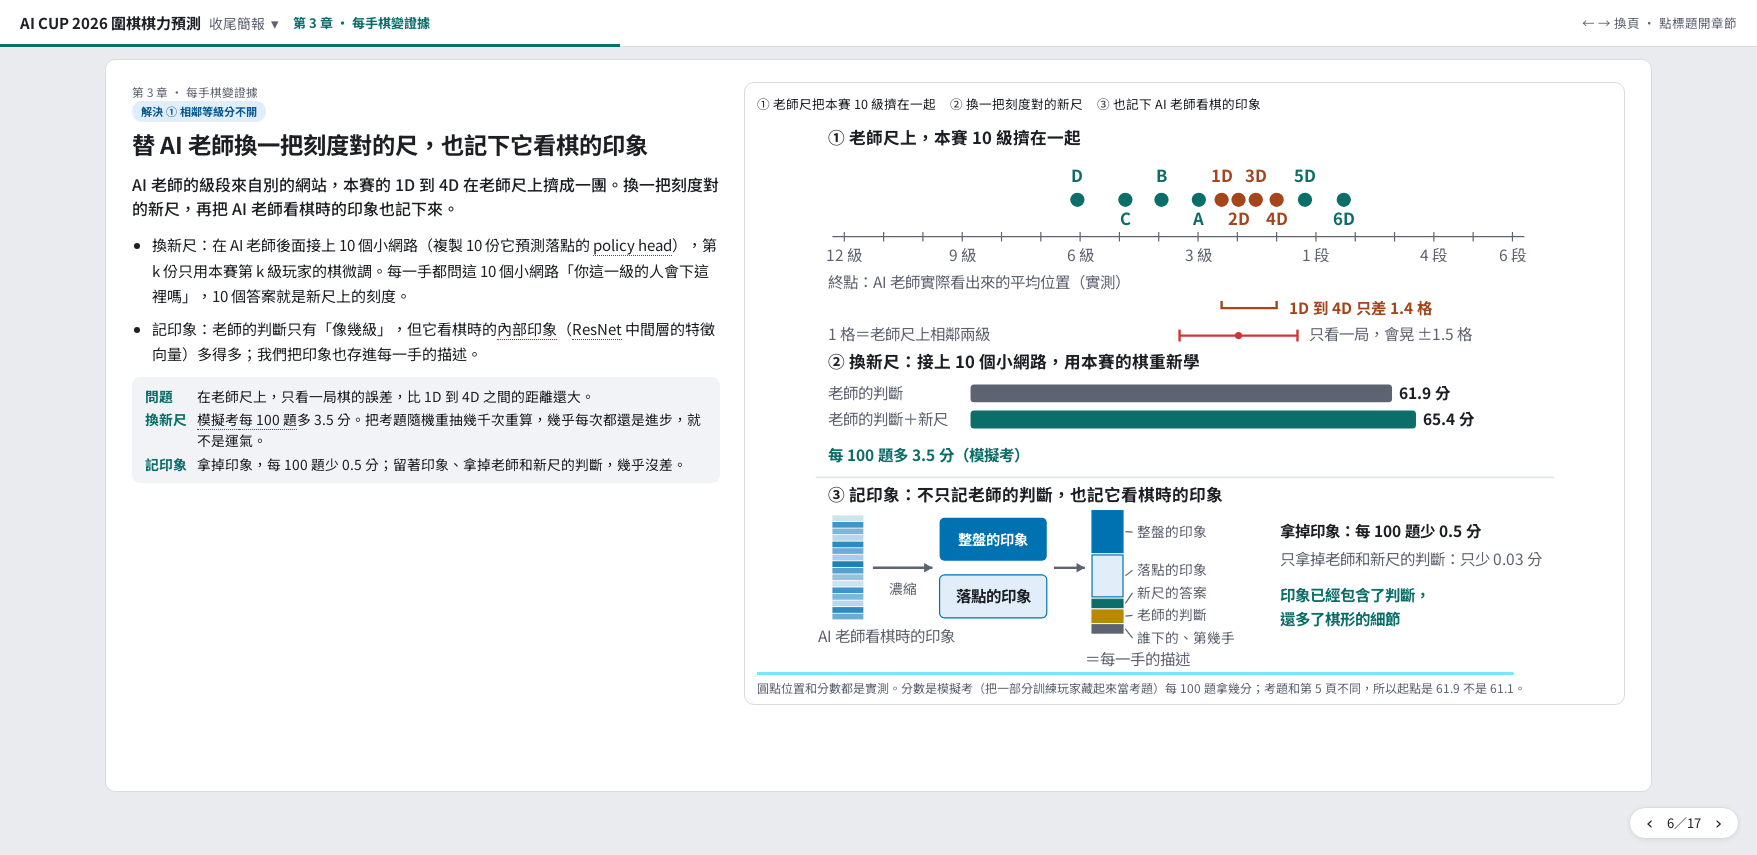 AI CUP 2026 圍棋棋力預測 收尾簡報 ▾ 第 3 章 · 每手棋變證據
← → 換頁 · 點標題開章節
第 3 章 · 每手棋變證據
解決 ① 相鄰等級分不開
替 AI 老師換一把刻度對的尺，也記下它看棋的印象
AI 老師的級段來自別的網站，本賽的 1D 到 4D 在老師尺上擠成一團。換一把刻度對
的新尺，再把 AI 老師看棋時的印象也記下來。
• 換新尺：在 AI 老師後面接上 10 個小網路（複製 10 份它預測落點的 policy head），第
k 份只用本賽第 k 級玩家的棋微調。每一手都問這 10 個小網路「你這一級的人會下這
裡嗎」，10 個答案就是新尺上的刻度。
• 記印象：老師的判斷只有「像幾級」，但它看棋時的內部印象（ResNet 中間層的特徵
向量）多得多；我們把印象也存進每一手的描述。
問題 在老師尺上，只看一局棋的誤差，比 1D 到 4D 之間的距離還大。
換新尺 模擬考每 100 題多 3.5 分。把考題隨機重抽幾千次重算，幾乎每次都還是進步，就
不是運氣。
記印象 拿掉印象，每 100 題少 0.5 分；留著印象、拿掉老師和新尺的判斷，幾乎沒差。
① 老師尺把本賽 10 級擠在一起 ② 換一把刻度對的新尺 ③ 也記下 AI 老師看棋的印象
① 老師尺上，本賽 10 級擠在一起
D B 1D 3D 5D
C A 2D 4D 6D
12 級 9 級 6 級 3 級 1 段 4 段 6 段
終點：AI 老師實際看出來的平均位置（實測）
1D 到 4D 只差 1.4 格
1 格＝老師尺上相鄰兩級 只看一局，會晃 ±1.5 格
② 換新尺：接上 10 個小網路，用本賽的棋重新學
老師的判斷 61.9 分
老師的判斷＋新尺 65.4 分
每 100 題多 3.5 分（模擬考）
③ 記印象：不只記老師的判斷，也記它看棋時的印象
整盤的印象
落點的印象
濃縮
AI 老師看棋時的印象
整盤的印象
落點的印象
新尺的答案
老師的判斷
誰下的、第幾手
＝每一手的描述
拿掉印象：每 100 題少 0.5 分
只拿掉老師和新尺的判斷：只少 0.03 分
印象已經包含了判斷，
還多了棋形的細節
圓點位置和分數都是實測。分數是模擬考（把一部分訓練玩家藏起來當考題）每 100 題拿幾分；考題和第 5 頁不同，所以起點是 61.9 不是 61.1。
‹ 6／17 ›